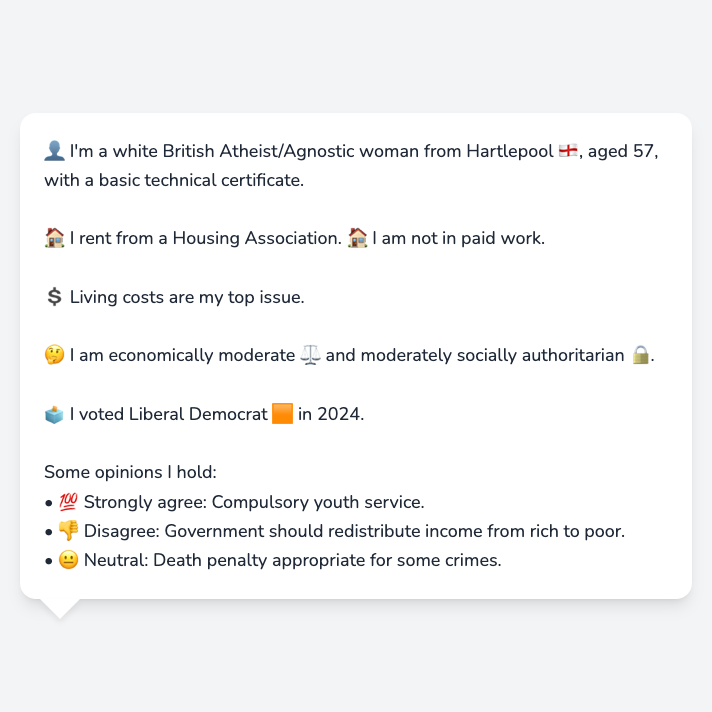 👤 I'm a white British Atheist/Agnostic woman from Hartlepool 🏴󠁧󠁢󠁥󠁮󠁧󠁿, aged 57,
with a basic technical certificate.
🏠 I rent from a Housing Association. 🏠 I am not in paid work.
💲 Living costs are my top issue.
🤔 I am economically moderate ⚖️ and moderately socially authoritarian 🔒.
🗳️ I voted Liberal Democrat 🟧 in 2024.
Some opinions I hold:
• 💯 Strongly agree: Compulsory youth service.
• 👎 Disagree: Government should redistribute income from rich to poor.
• 😐 Neutral: Death penalty appropriate for some crimes.